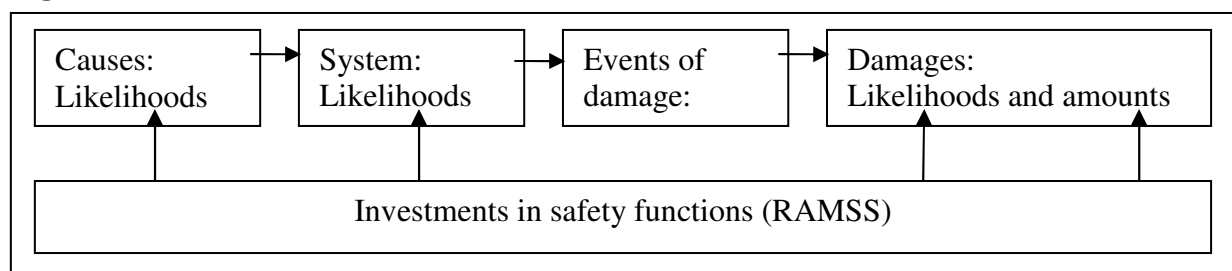 Causes:
Likelihoods
System:
Likelihoods
Events of
damage:
Damages:
Likelihoods and amounts
Investments in safety functions (RAMSS)